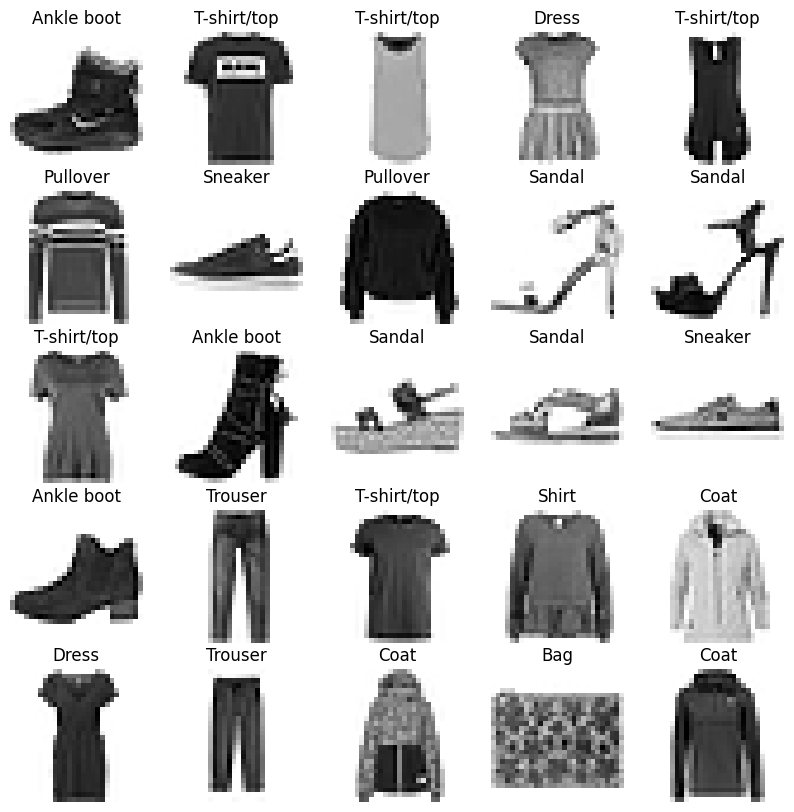 Ankle boot T-shirt/top T-shirt/top Dress T-shirt/top
Pullover Sneaker Pullover Sandal Sandal
T-shirt/top Ankle boot Sandal Sandal Sneaker
Ankle boot Trouser T-shirt/top Shirt Coat
Dress Trouser Coat Bag Coat